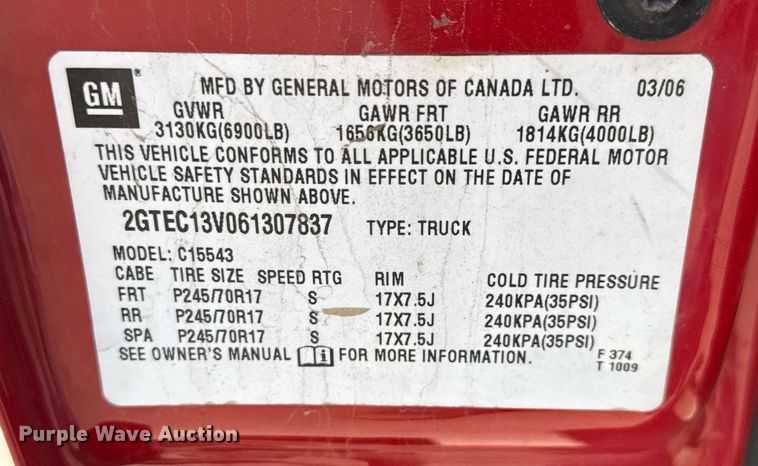 GM ®
MFD BY GENERAL MOTORS OF CANADA LTD. 03/06
GVWR GAWR FRT GAWR RR
3130KG(6900LB) 1656KG(3650LB) 1814KG(4000LB)
THIS VEHICLE CONFORMS TO ALL APPLICABLE U.S. FEDERAL MOTOR
VEHICLE SAFETY STANDARDS IN EFFECT ON THE DATE OF
MANUFACTURE SHOWN ABOVE.
2GTEC13V061307837 TYPE: TRUCK
MODEL: C15543
CABE TIRE SIZE SPEED RTG RIM COLD TIRE PRESSURE
FRT P245/70R17 S 17X7.5J 240KPA(35PSI)
RR P245/70R17 S 17X7.5J 240KPA(35PSI)
SPA P245/70R17 S 17X7.5J 240KPA(35PSI)
SEE OWNER'S MANUAL i FOR MORE INFORMATION.
F 374
T 1009
Purple Wave Auction